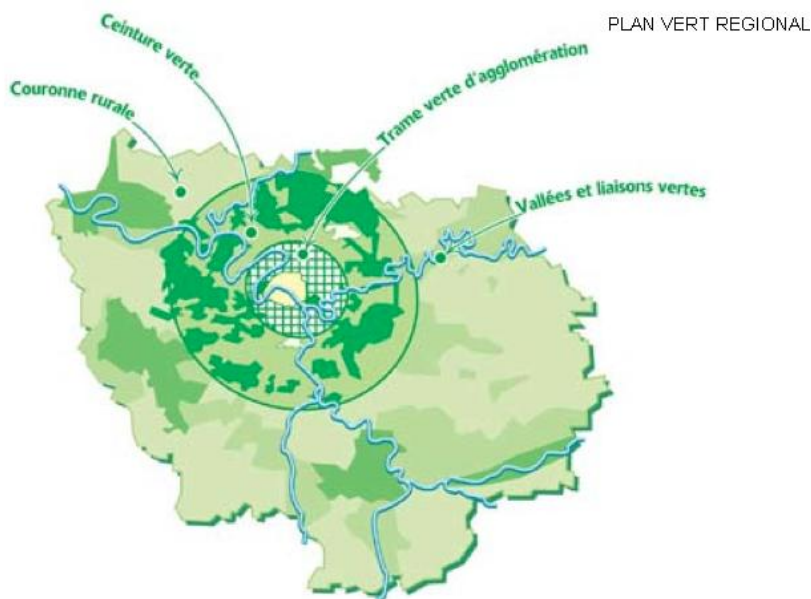 PLAN VERT REGIONAL
Ceinture verte
Trame verte d'agglomération
Couronne rurale
Vallées et liaisons vertes